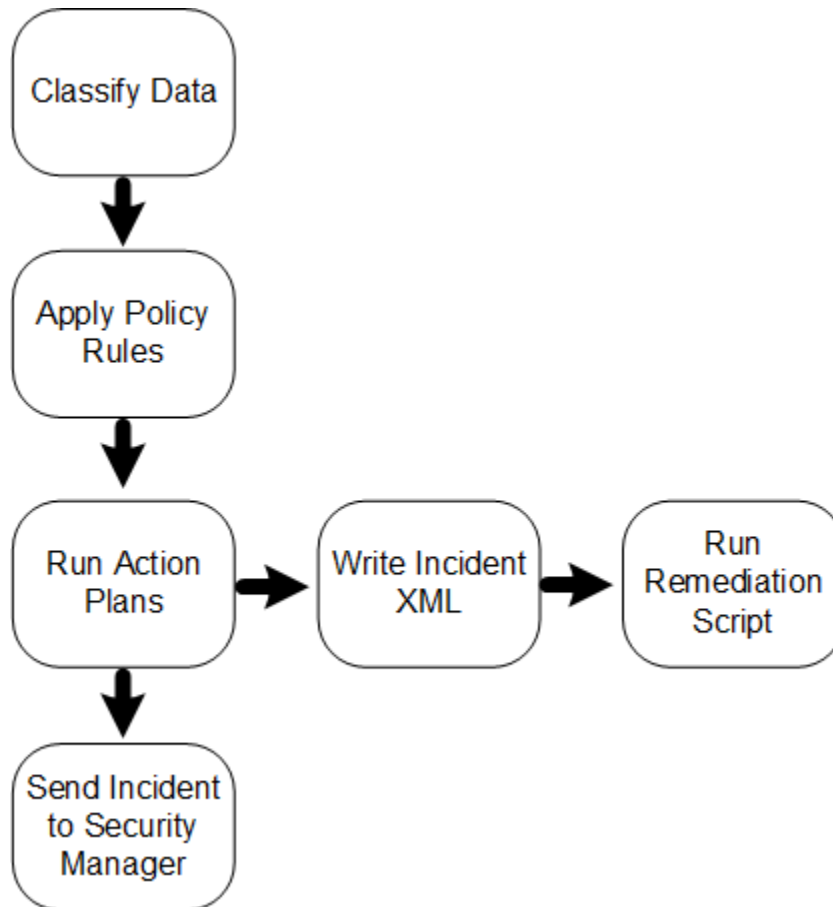 Classify Data
Apply Policy
Rules
Run Action
Plans
Write Incident
XML
Run
Remediation
Script
Send Incident
to Security
Manager